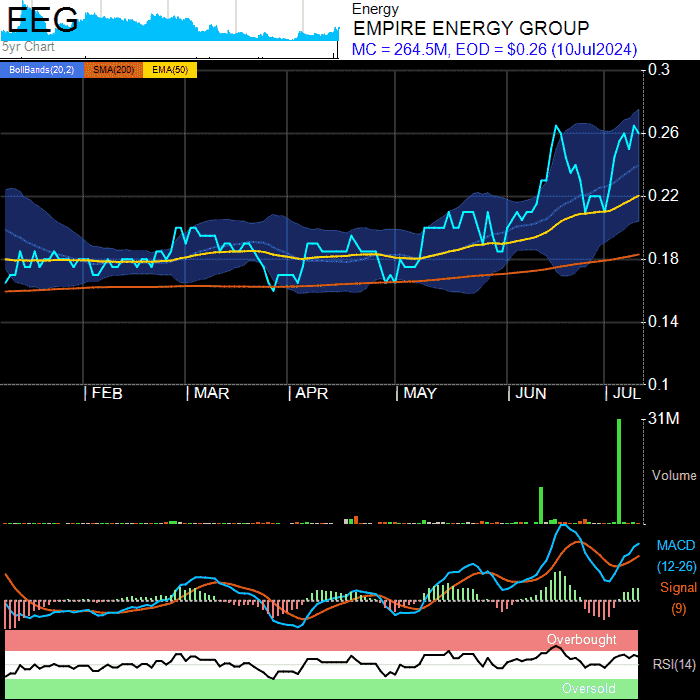 EEG
5yr Chart
Energy
EMPIRE ENERGY GROUP
MC = 264.5M, EOD = $0.26 (10Jul2024)
BollBands(20,2) SMA(200) EMA(50)
0.3
0.26
0.22
0.18
0.14
0.1
FEB MAR APR MAY JUN JUL
31M
Volume
MACD
(12-26)
Signal
(9)
Overbought
RSI(14)
Oversold